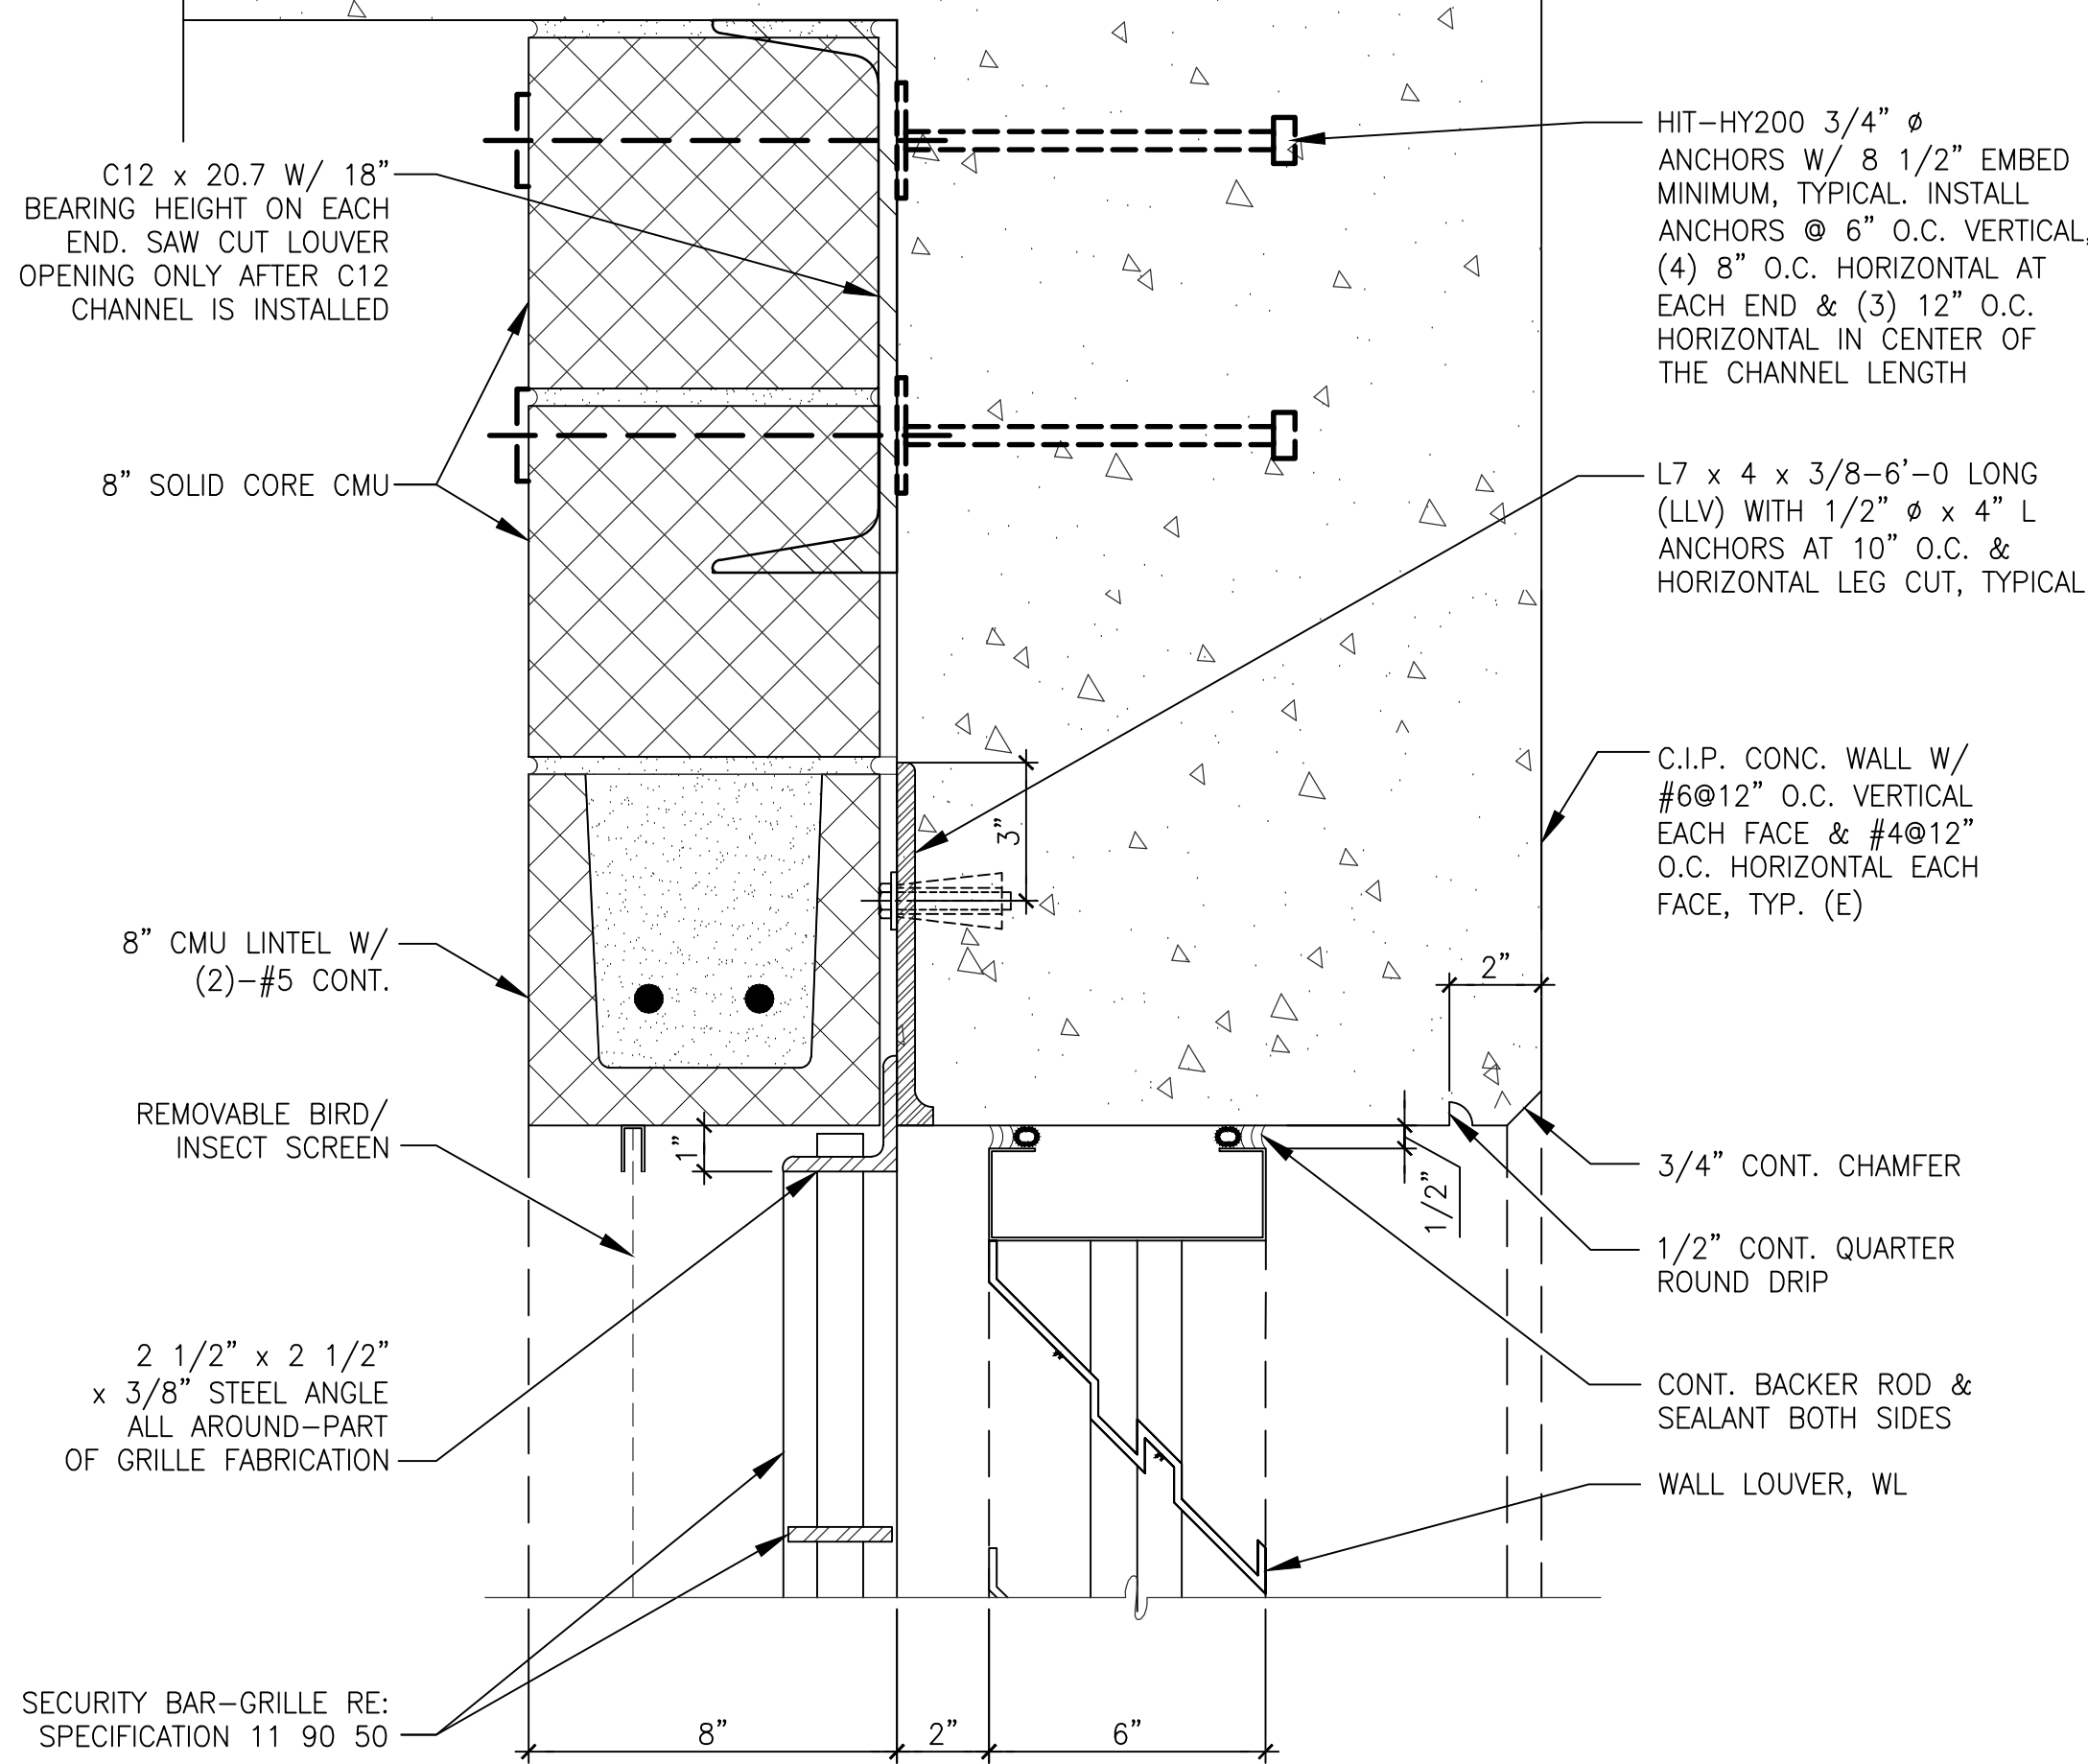 C12 x 20.7 W/ 18"
BEARING HEIGHT ON EACH
END. SAW CUT LOUVER
OPENING ONLY AFTER C12
CHANNEL IS INSTALLED
8" SOLID CORE CMU
8" CMU LINTEL W/
(2)-#5 CONT.
REMOVABLE BIRD/
INSECT SCREEN
2 1/2" x 2 1/2"
x 3/8" STEEL ANGLE
ALL AROUND-PART
OF GRILLE FABRICATION
SECURITY BAR-GRILLE RE:
SPECIFICATION 11 90 50
3"
2"
1"
1/2"
8"
2"
6"
HIT-HY200 3/4" ø
ANCHORS W/ 8 1/2" EMBED
MINIMUM, TYPICAL. INSTALL
ANCHORS @ 6" O.C. VERTICAL,
(4) 8" O.C. HORIZONTAL AT
EACH END & (3) 12" O.C.
HORIZONTAL IN CENTER OF
THE CHANNEL LENGTH
L7 x 4 x 3/8-6'-0 LONG
(LLV) WITH 1/2" ø x 4" L
ANCHORS AT 10" O.C. &
HORIZONTAL LEG CUT, TYPICAL
C.I.P. CONC. WALL W/
#6@12" O.C. VERTICAL
EACH FACE & #4@12"
O.C. HORIZONTAL EACH
FACE, TYP. (E)
3/4" CONT. CHAMFER
1/2" CONT. QUARTER
ROUND DRIP
CONT. BACKER ROD &
SEALANT BOTH SIDES
WALL LOUVER, WL